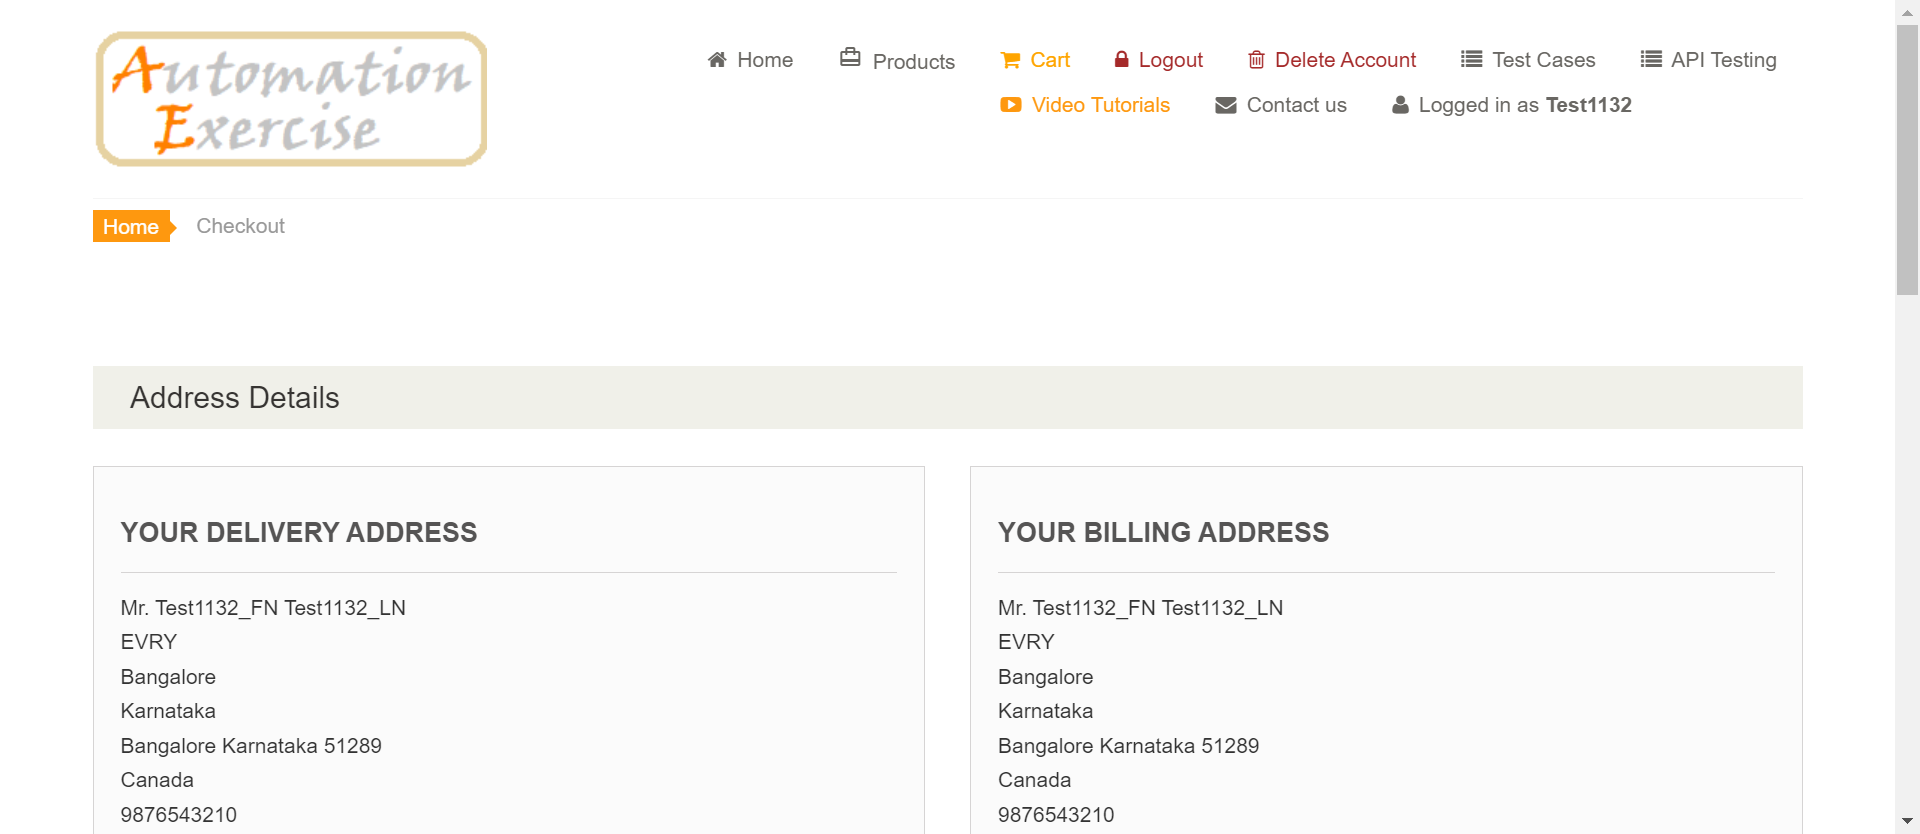 Automation
Exercise
Home Products Cart Logout Delete Account Test Cases API Testing
Video Tutorials Contact us Logged in as Test1132
Home Checkout
Address Details
YOUR DELIVERY ADDRESS
Mr. Test1132_FN Test1132_LN
EVRY
Bangalore
Karnataka
Bangalore Karnataka 51289
Canada
9876543210
YOUR BILLING ADDRESS
Mr. Test1132_FN Test1132_LN
EVRY
Bangalore
Karnataka
Bangalore Karnataka 51289
Canada
9876543210